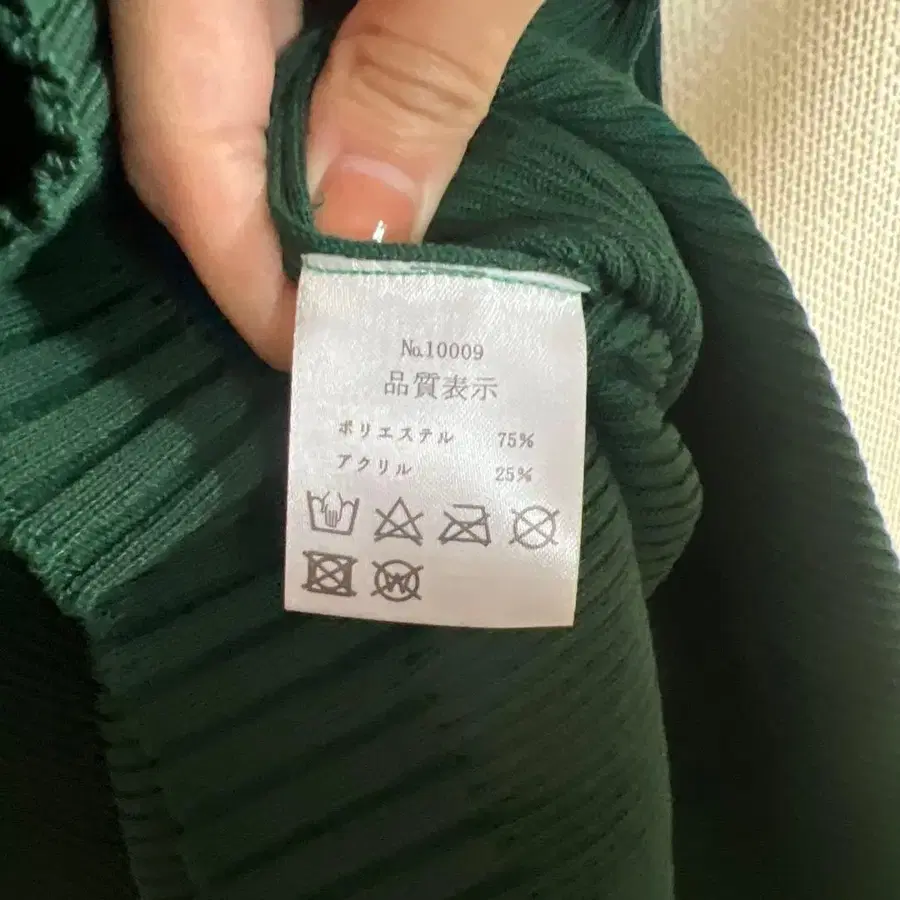 №10009
品質表示
ポリエステル 75%
アクリル 25%
W